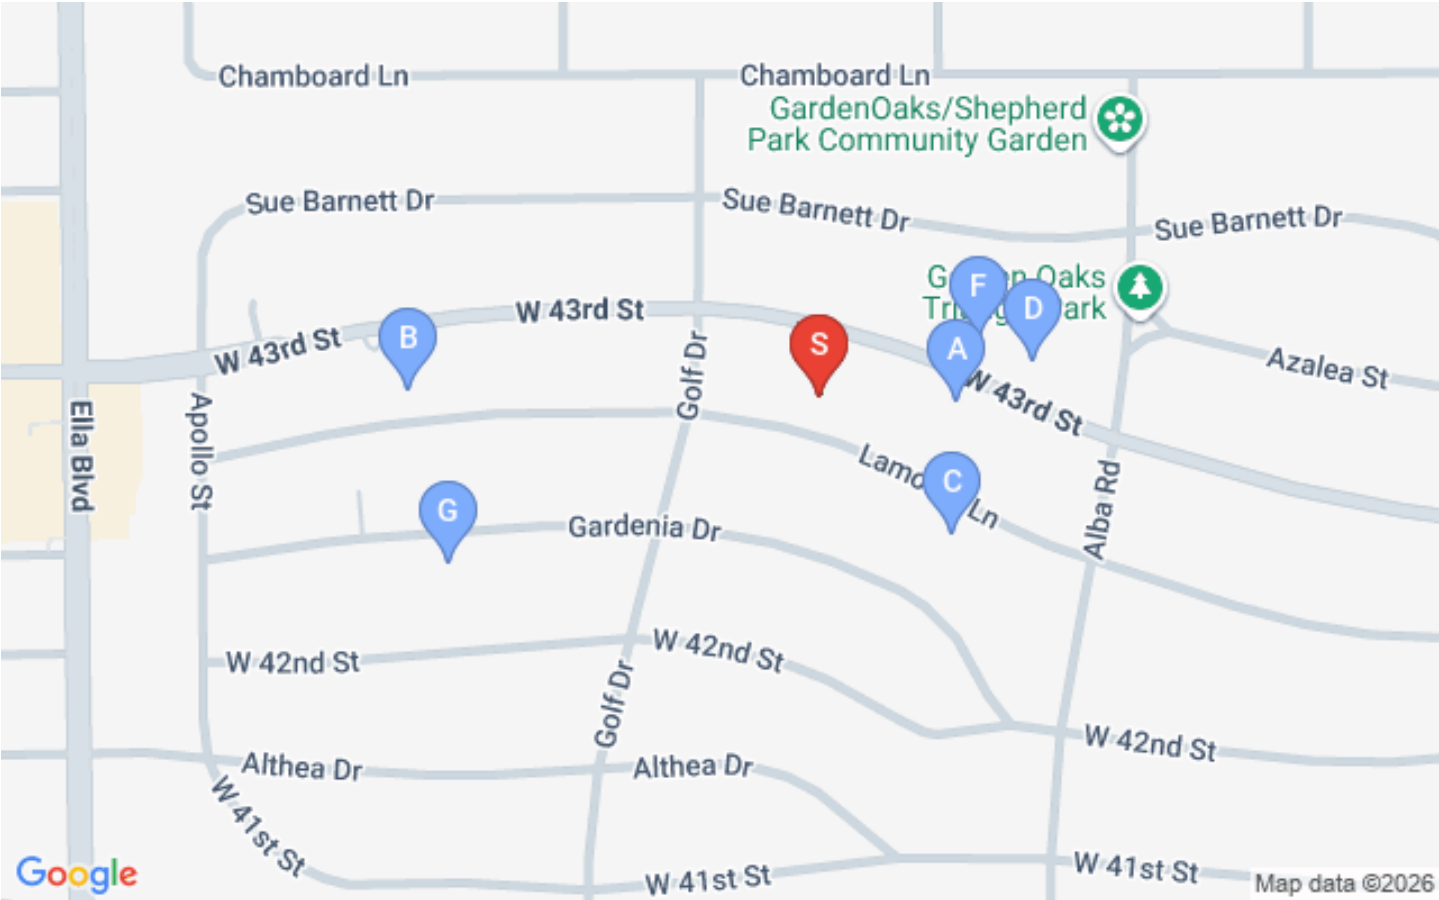 Chamboard Ln
Chamboard Ln
GardenOaks/Shepherd
Park Community Garden
Sue Barnett Dr
Sue Barnett Dr
Sue Barnett Dr
F
D
Oaks
W 43rd St
W 43rd St
B
S
A
W 43rd St
Golf Dr
Azalea St
Ella Blvd
Apollo St
C
Ln
Alba Rd
G
Gardenia Dr
W 42nd St
W 42nd St
W 42nd St
Golf Dr
Althea Dr
Althea Dr
W 41st St
W 41st St
W 41st St
Google
Map data ©2026